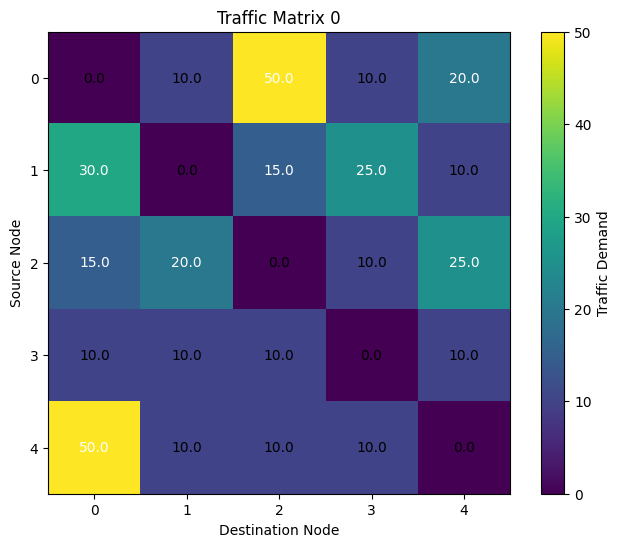 Traffic Matrix 0
0 0.0 10.0 50.0 10.0 20.0
1 30.0 0.0 15.0 25.0 10.0
2 15.0 20.0 0.0 10.0 25.0
3 10.0 10.0 10.0 0.0 10.0
4 50.0 10.0 10.0 10.0 0.0
0 1 2 3 4
Destination Node
Source Node
50
40
30
20
10
0
Traffic Demand